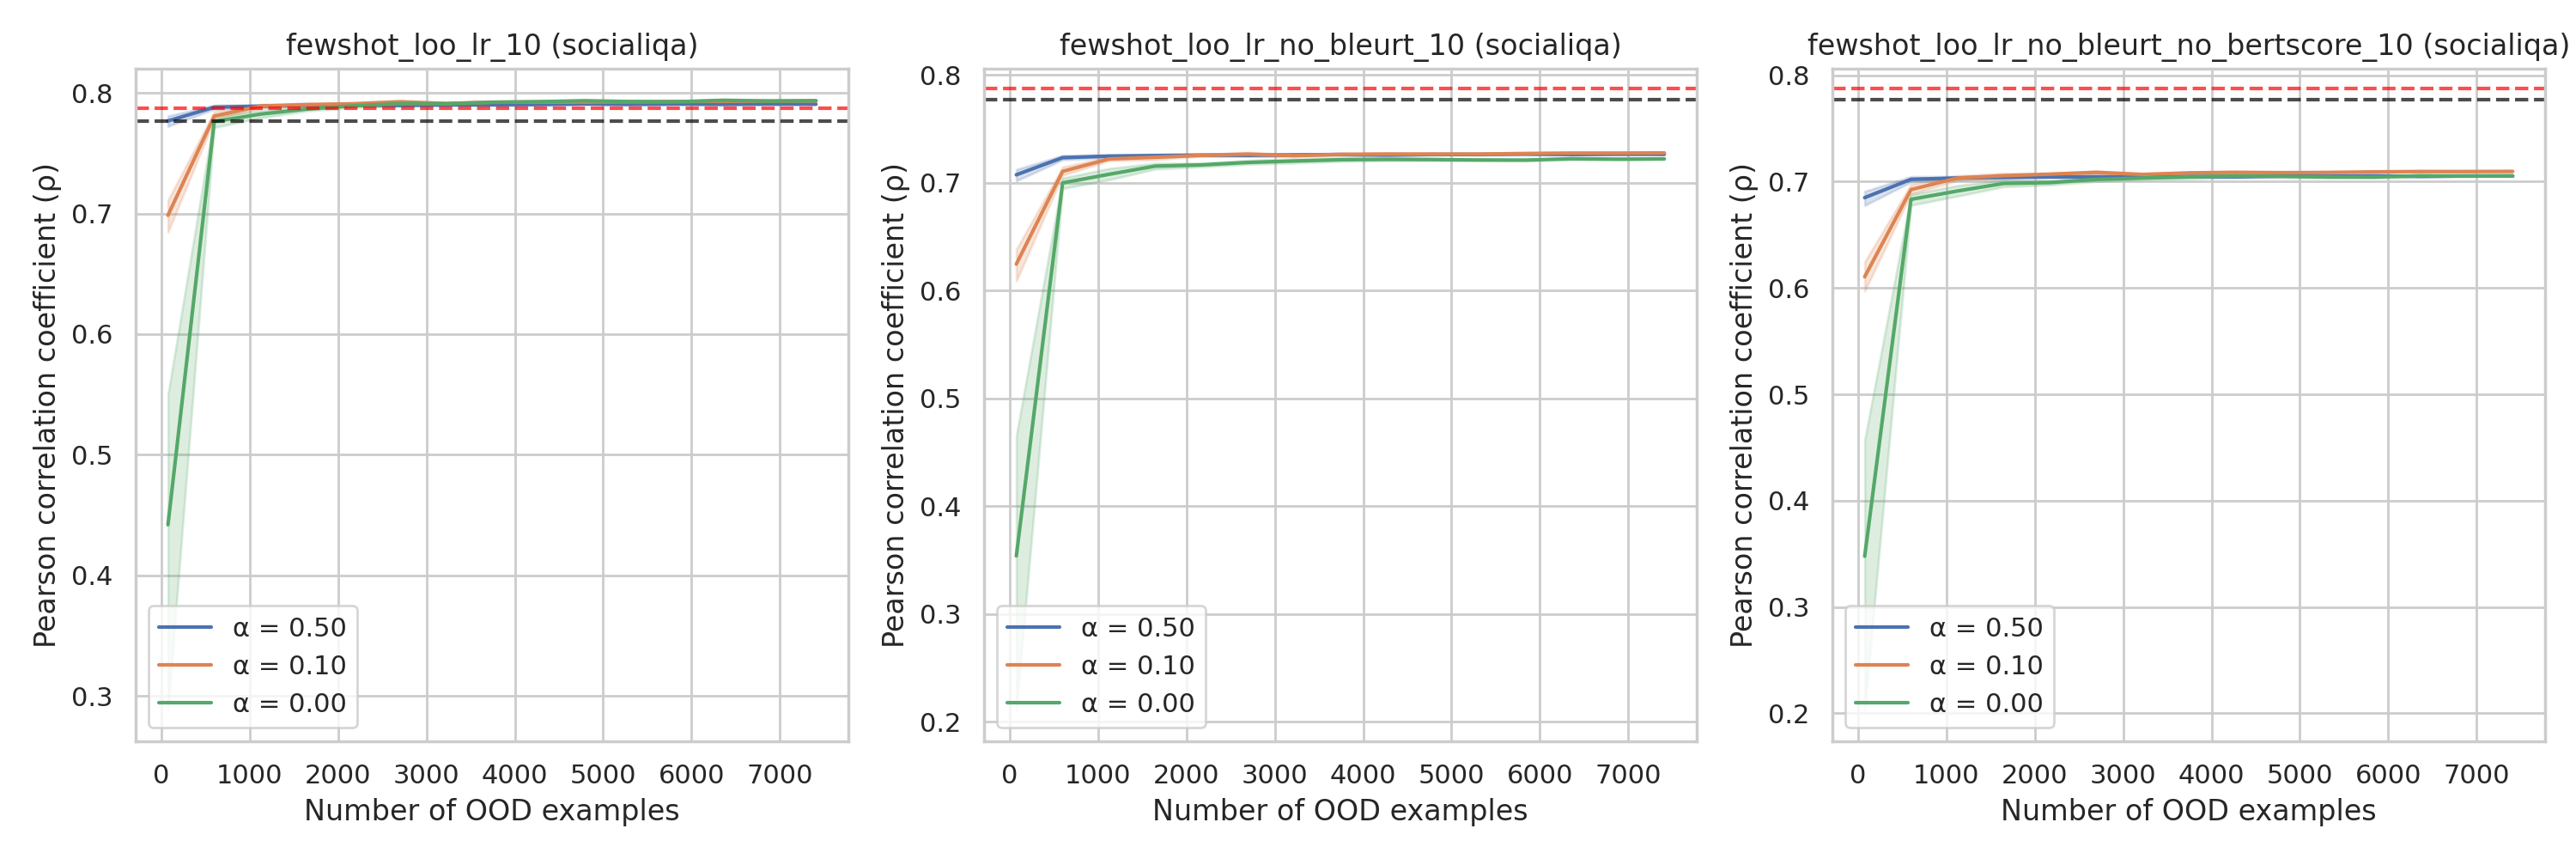 fewshot_loo_lr_10 (socialiqa)
Pearson correlation coefficient (ρ)
0.8
0.7
0.6
0.5
0.4
0.3
α = 0.50
α = 0.10
α = 0.00
0 1000 2000 3000 4000 5000 6000 7000
Number of OOD examples
fewshot_loo_lr_no_bleurt_10 (socialiqa)
Pearson correlation coefficient (ρ)
0.8
0.7
0.6
0.5
0.4
0.3
0.2
α = 0.50
α = 0.10
α = 0.00
0 1000 2000 3000 4000 5000 6000 7000
Number of OOD examples
fewshot_loo_lr_no_bleurt_no_bertscore_10 (socialiqa)
Pearson correlation coefficient (ρ)
0.8
0.7
0.6
0.5
0.4
0.3
0.2
α = 0.50
α = 0.10
α = 0.00
0 1000 2000 3000 4000 5000 6000 7000
Number of OOD examples